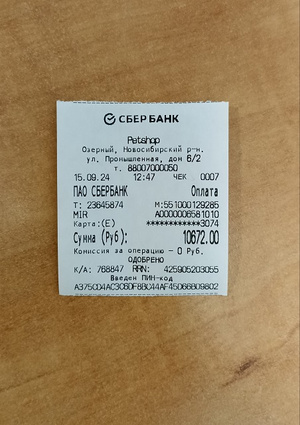 СБЕР БАНК
Petshop
Озерный, Новосибирский р-н.
ул. Промышленная, дом 6/2
т. 88007000050
15.09.24 12:47 ЧЕК 0007
ПАО СБЕРБАНК Оплата
Т: 23645874 М:551000129285
MIR A0000006581010
Карта:(E) ************3074
Сумма (Руб): 10672.00
Комиссия за операцию — 0 Руб.
ОДОБРЕНО
К/А: 768847 RRN: 425905203055
Введен ПИН-код